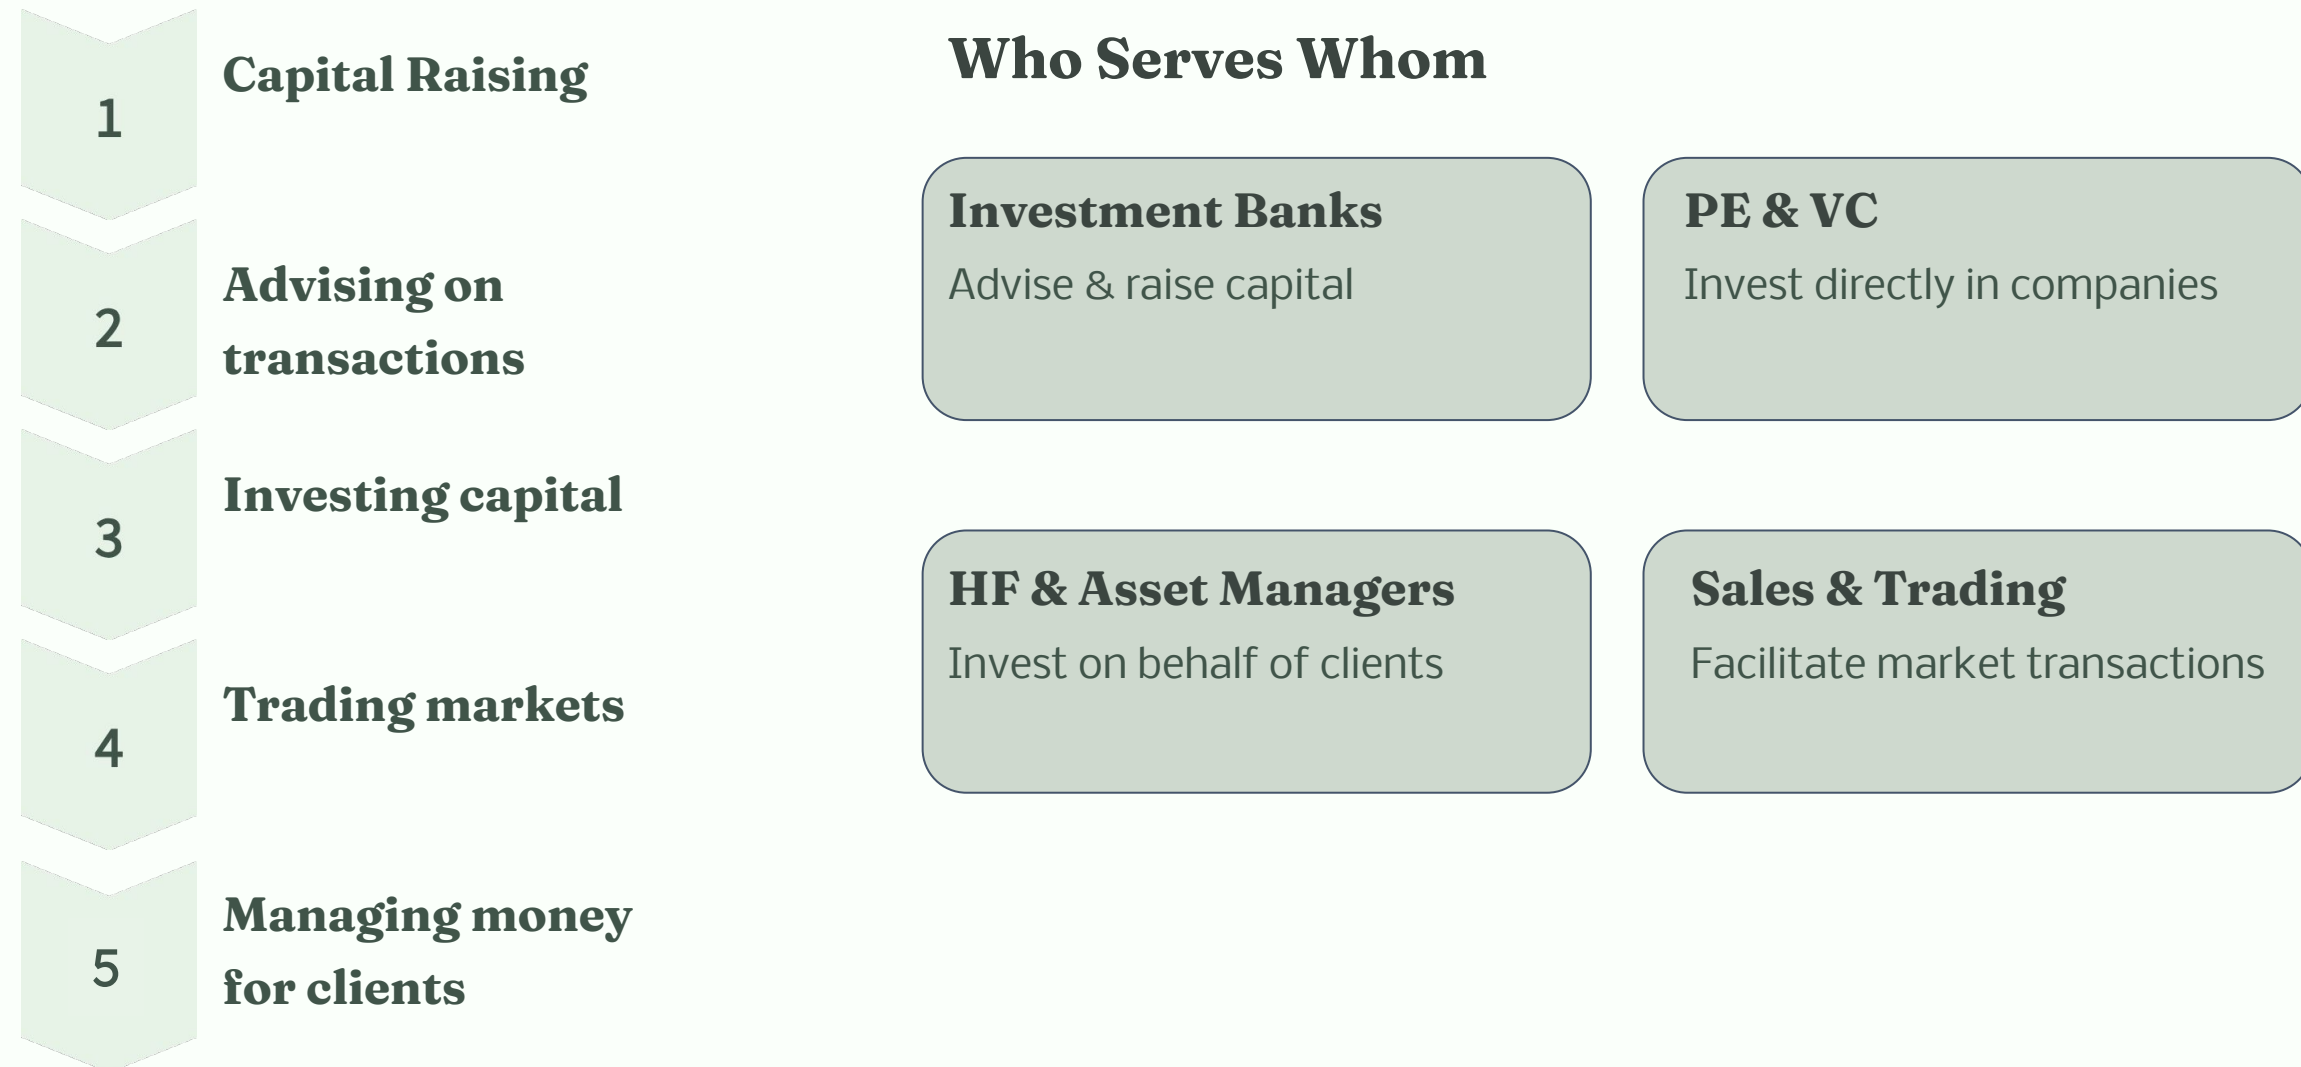 1
Capital Raising
2
Advising on
transactions
3
Investing capital
4
Trading markets
5
Managing money
for clients
Who Serves Whom
Investment Banks
Advise & raise capital
PE & VC
Invest directly in companies
HF & Asset Managers
Invest on behalf of clients
Sales & Trading
Facilitate market transactions